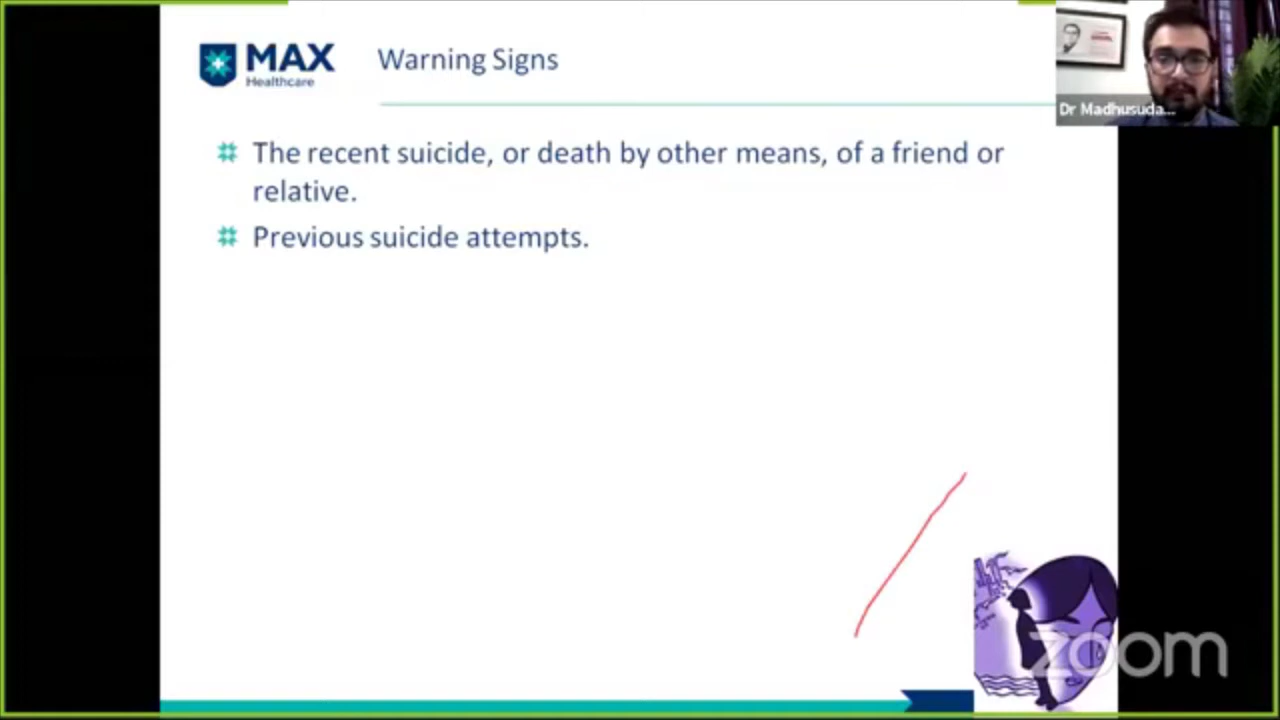 MAX
Healthcare
Warning Signs
Dr Madhusuda...
The recent suicide, or death by other means, of a friend or
relative.
Previous suicide attempts.
zoom